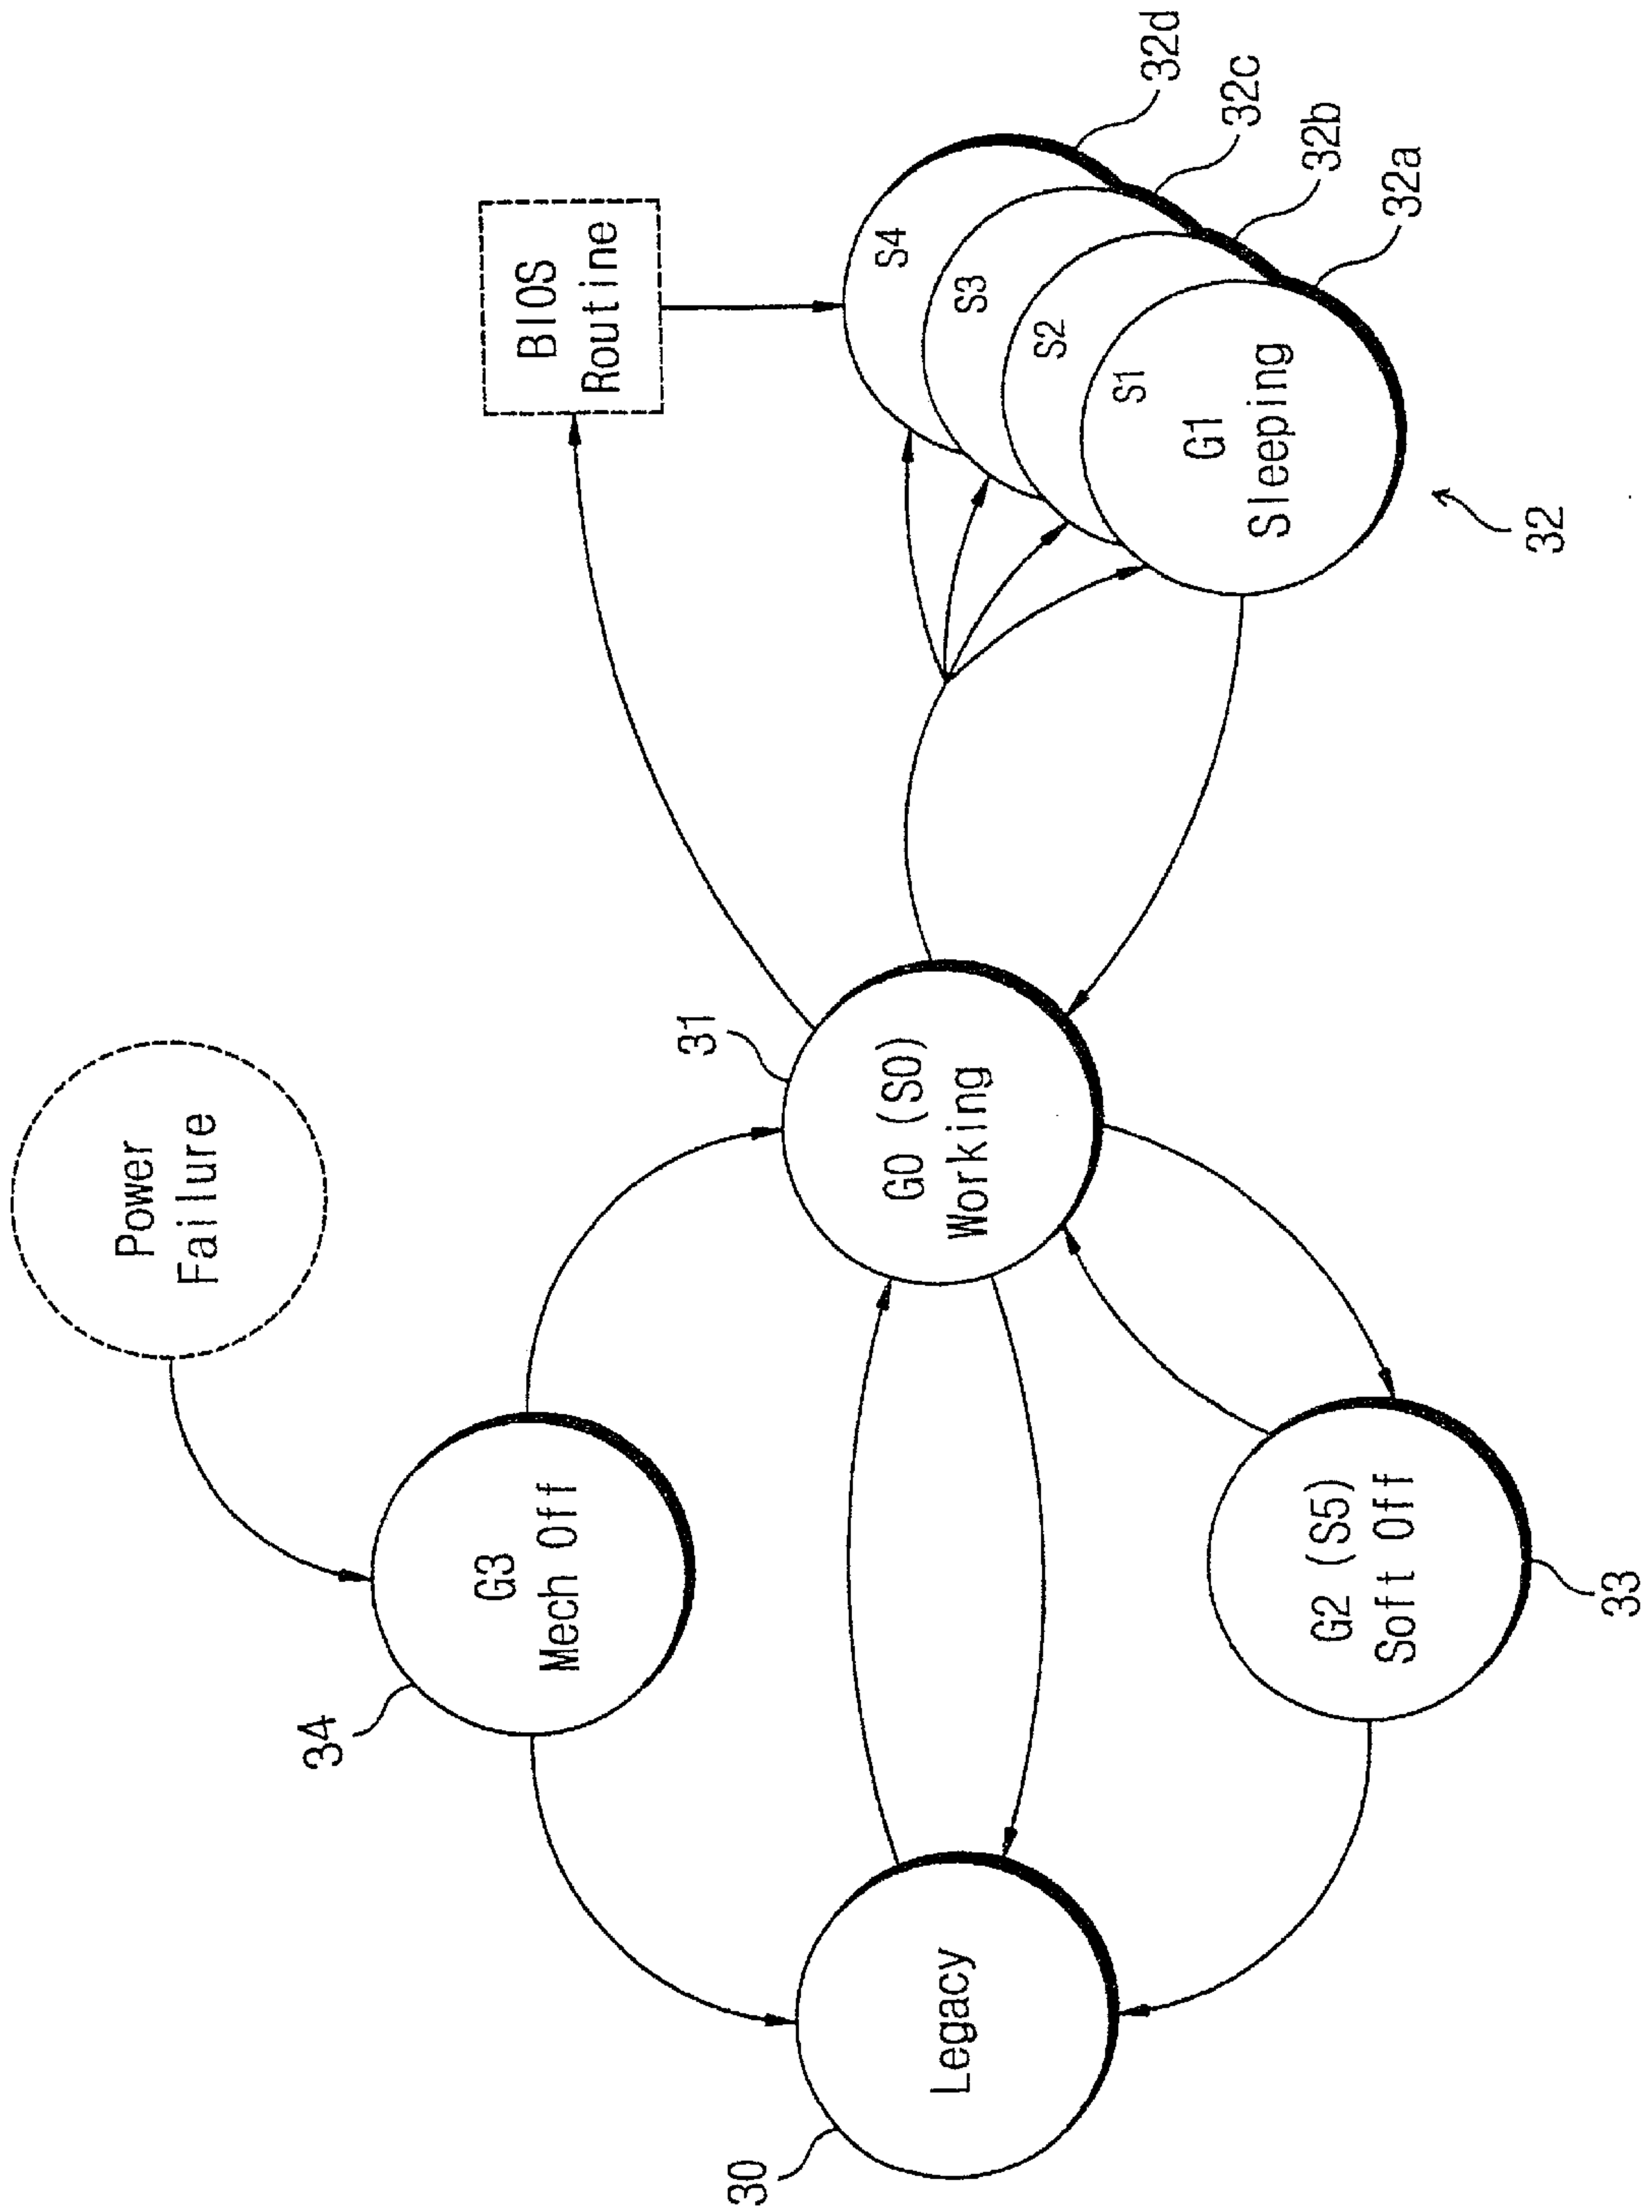 Power
Failure
34
G3
Mech Off
BIOS
Routine
31
30
Legacy
G0 (S0)
Working
S4
S3
S2
S1
G1
Sleeping
32d
32c
32b
32a
32
G2 (S5)
Soft Off
33